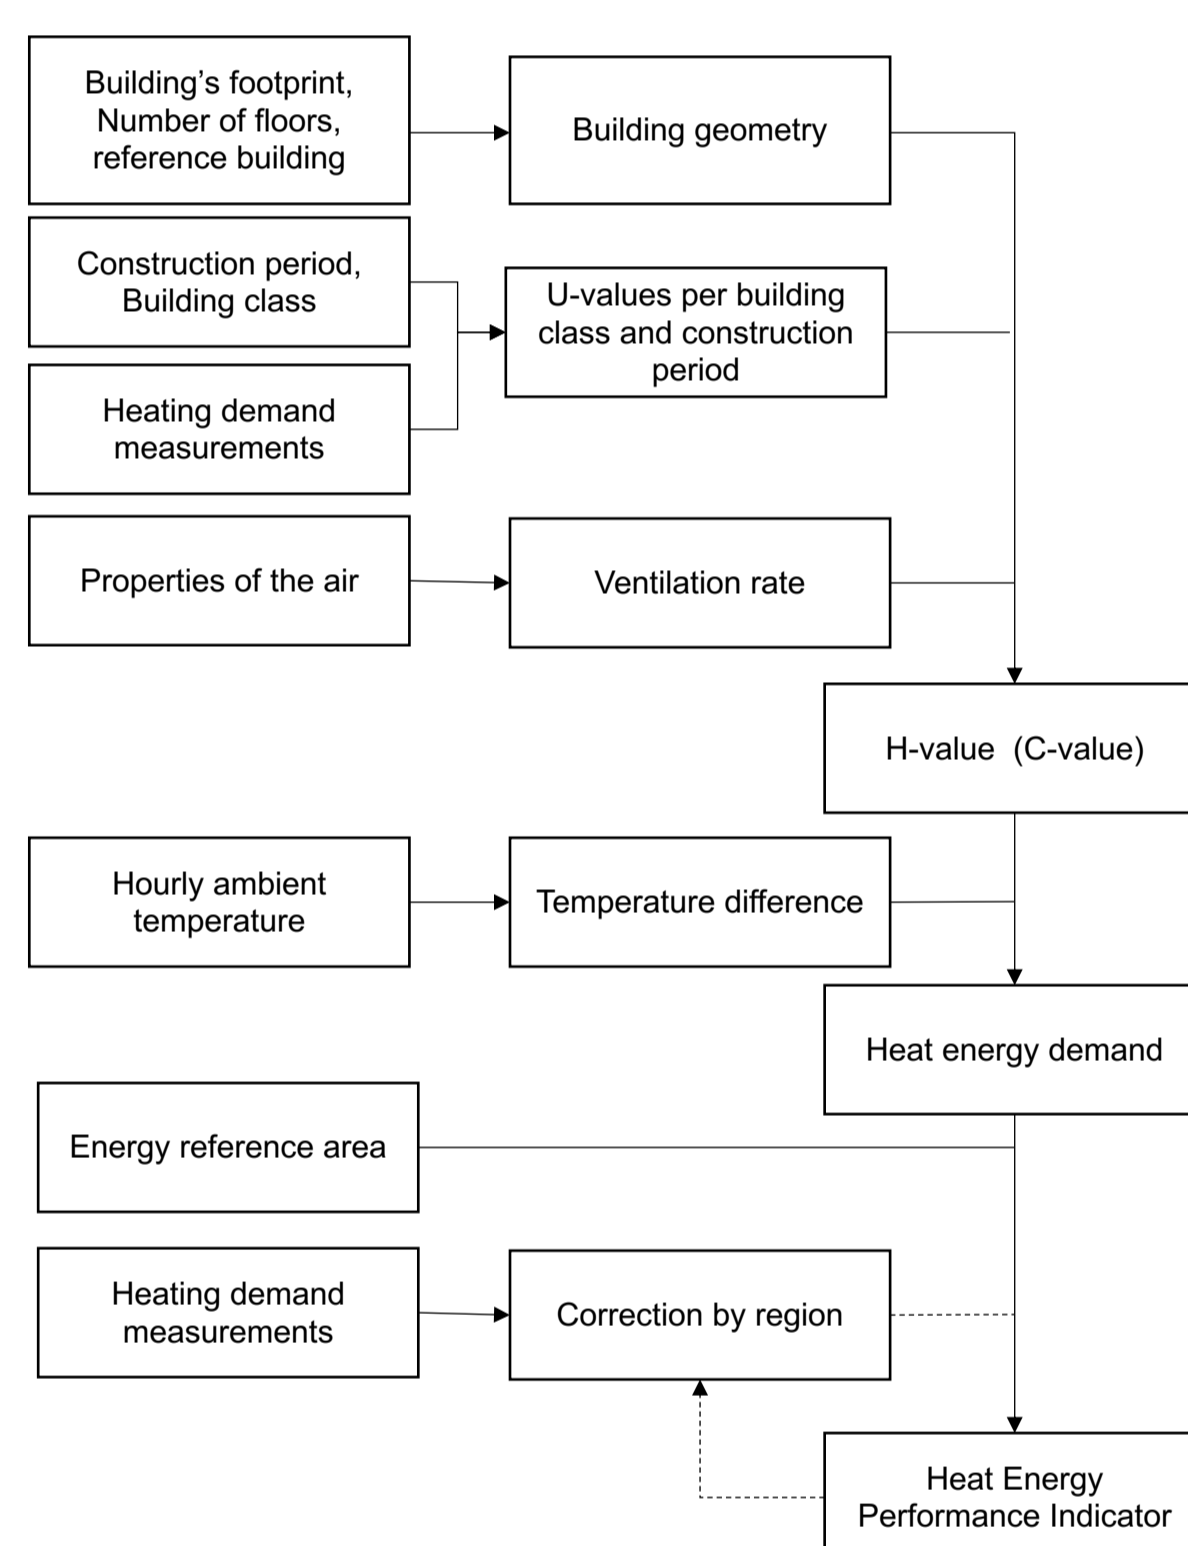 Building’s footprint,
Number of floors,
reference building
Building geometry
Construction period,
Building class
U-values per building
class and construction
period
Heating demand
measurements
Properties of the air
Ventilation rate
H-value  (C-value)
Hourly ambient
temperature
Temperature difference
Heat energy demand
Energy reference area
Heating demand
measurements
Correction by region
Heat Energy
Performance Indicator